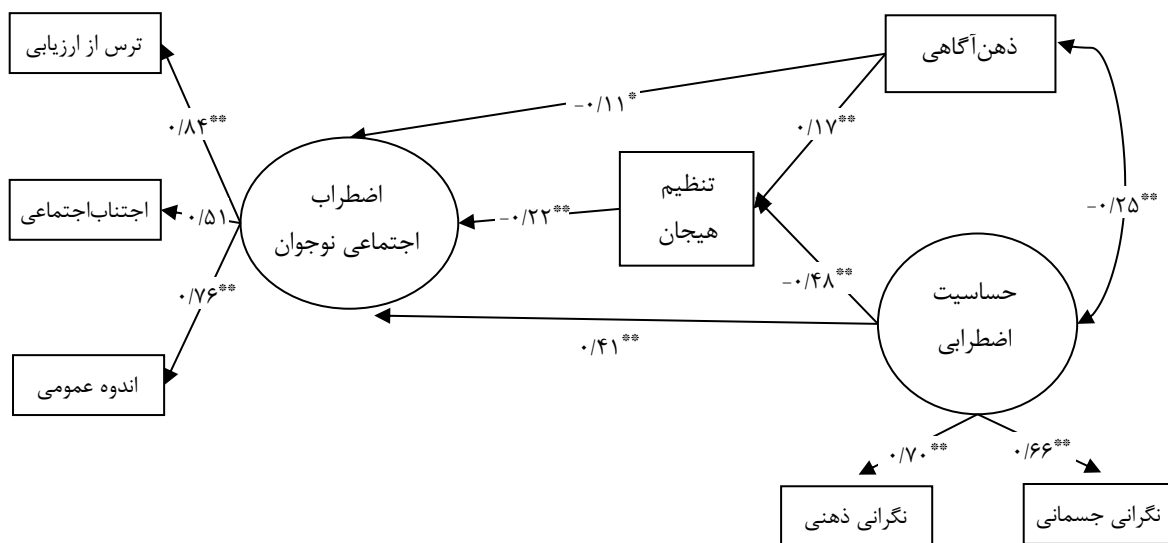 ذهن‌آگاهی
ترس از ارزیابی
-۰/۱۱*
۰/۱۷**
۰/۸۴**
تنظیم
هیجان
اضطراب
اجتماعی نوجوان
اجتناب‌اجتماعی
-۰/۲۵**
-۰/۲۲**
۰/۵۱
-۰/۴۸**
۰/۷۶**
حساسیت
اضطرابی
۰/۴۱**
اندوه عمومی
۰/۶۶**
۰/۷۰**
نگرانی جسمانی
نگرانی ذهنی